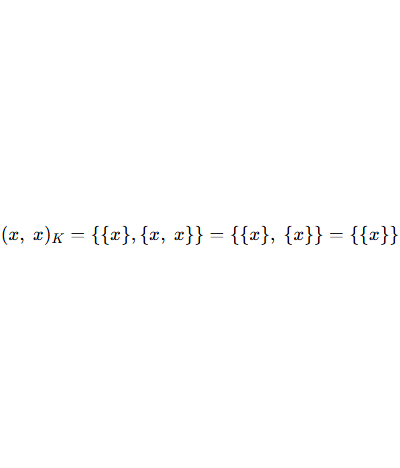 (x, x)_K = {{x},{x, x}} = {{x}, {x}} = {{x}}